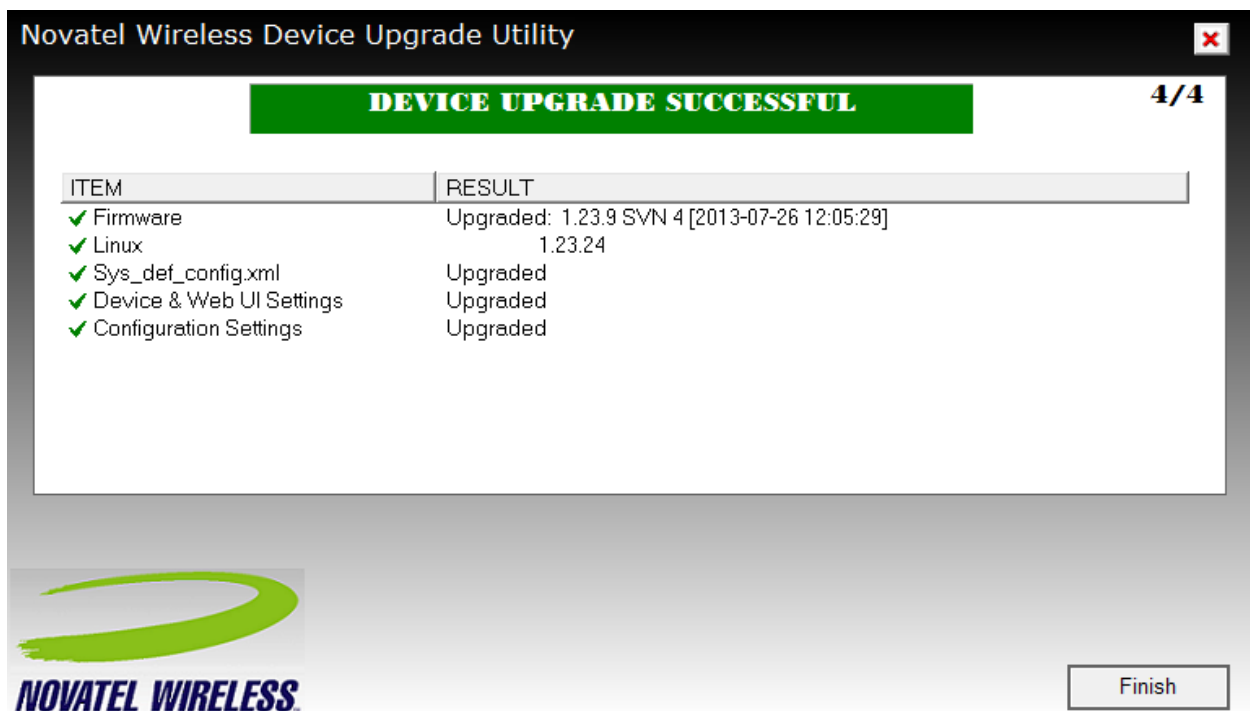 Novatel Wireless Device Upgrade Utility
DEVICE UPGRADE SUCCESSFUL 4/4
ITEM RESULT
Firmware Upgraded: 1.23.9 SVN 4 [2013-07-26 12:05:29]
Linux 1.23.24
Sys_def_config.xml Upgraded
Device & Web UI Settings Upgraded
Configuration Settings Upgraded
NOVATEL WIRELESS.
Finish